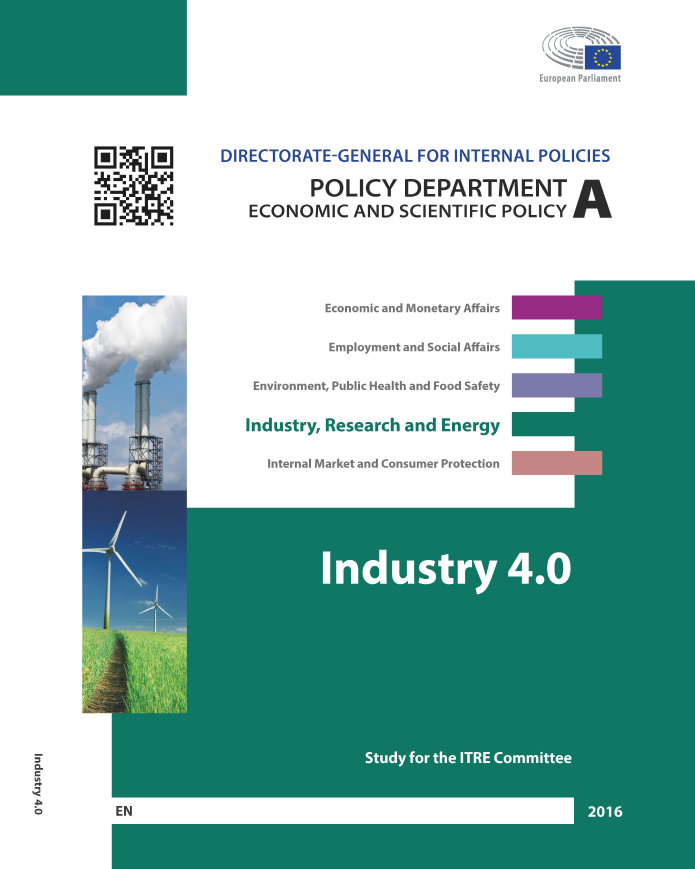 European Parliament
DIRECTORATE-GENERAL FOR INTERNAL POLICIES
POLICY DEPARTMENT A
ECONOMIC AND SCIENTIFIC POLICY
Economic and Monetary Affairs
Employment and Social Affairs
Environment, Public Health and Food Safety
Industry, Research and Energy
Internal Market and Consumer Protection
Industry 4.0
Study for the ITRE Committee
Industry 4.0
EN
2016